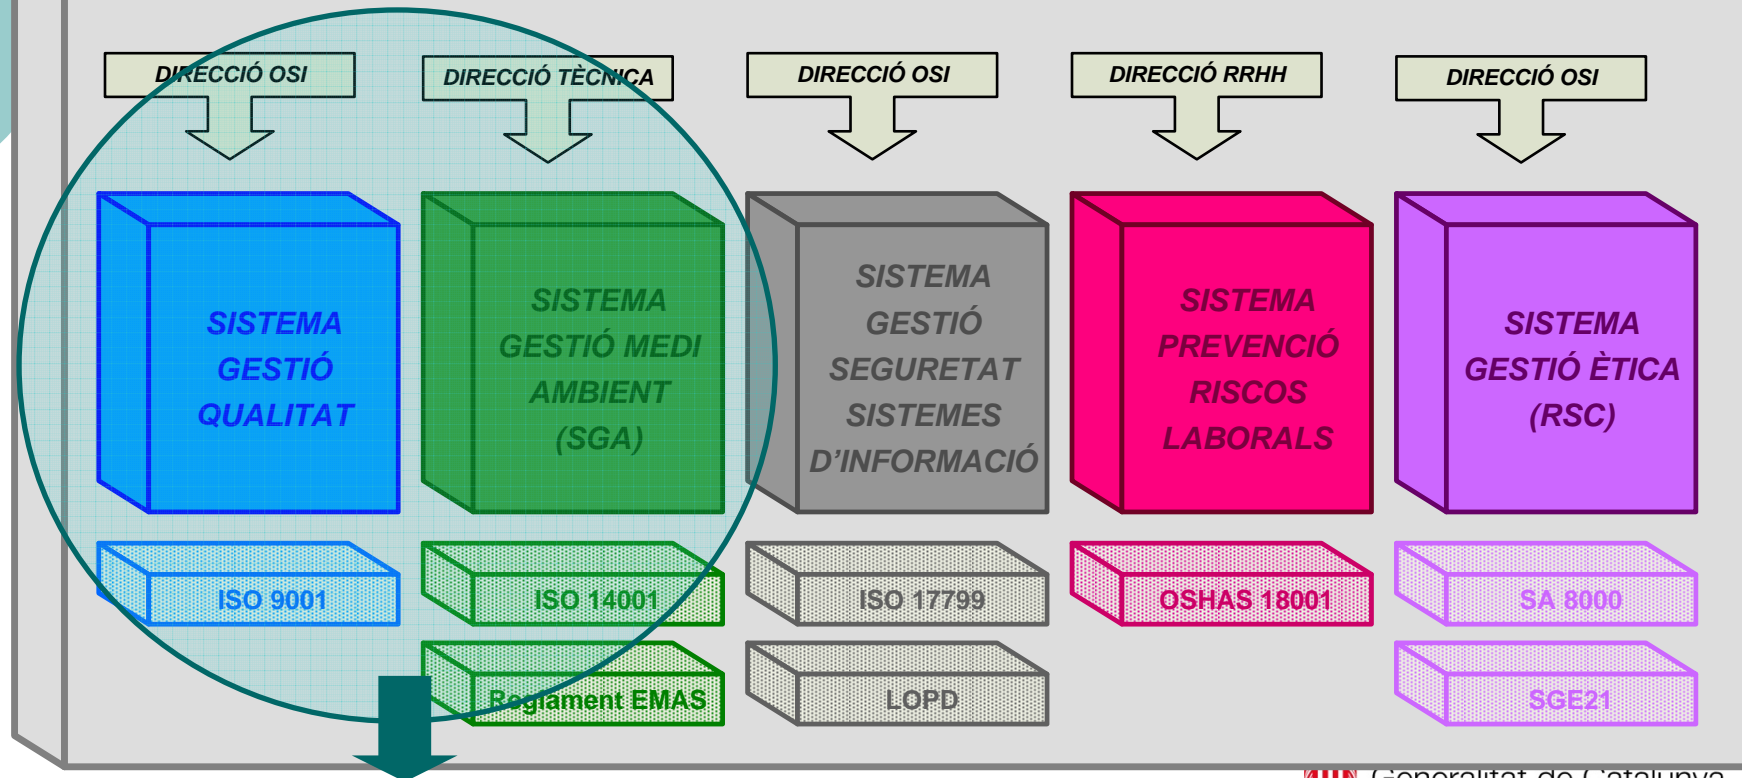 DIRECCIÓ OSI
DIRECCIÓ TÈCNICA
DIRECCIÓ OSI
DIRECCIÓ RRHH
DIRECCIÓ OSI
SISTEMA
GESTIÓ
QUALITAT
SISTEMA
GESTIÓ MEDI
AMBIENT
(SGA)
SISTEMA
GESTIÓ
SEGURETAT
SISTEMES
D'INFORMACIÓ
SISTEMA
PREVENCIÓ
RISCOS
LABORALS
SISTEMA
GESTIÓ ÈTICA
(RSC)
ISO 9001
ISO 14001
ISO 17799
OSHAS 18001
SA 8000
Reglament EMAS
LOPD
SGE21
Generalitat de Catalunya